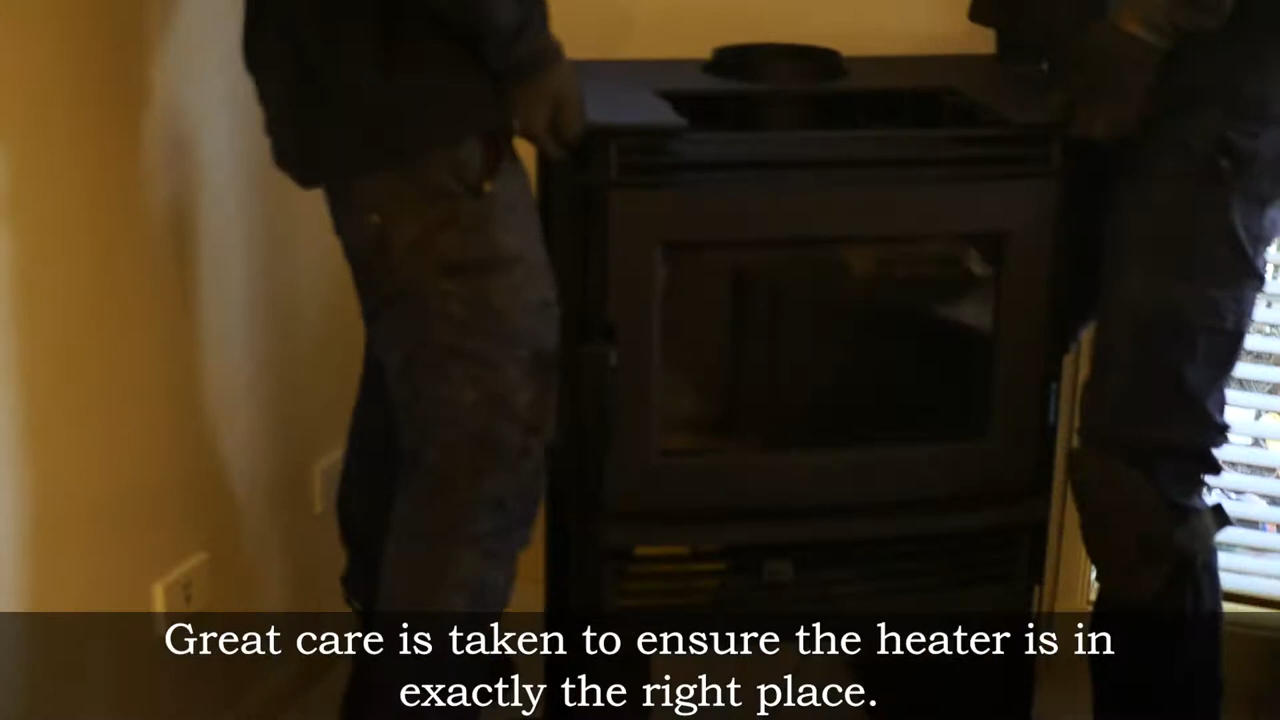 Great care is taken to ensure the heater is in
exactly the right place.